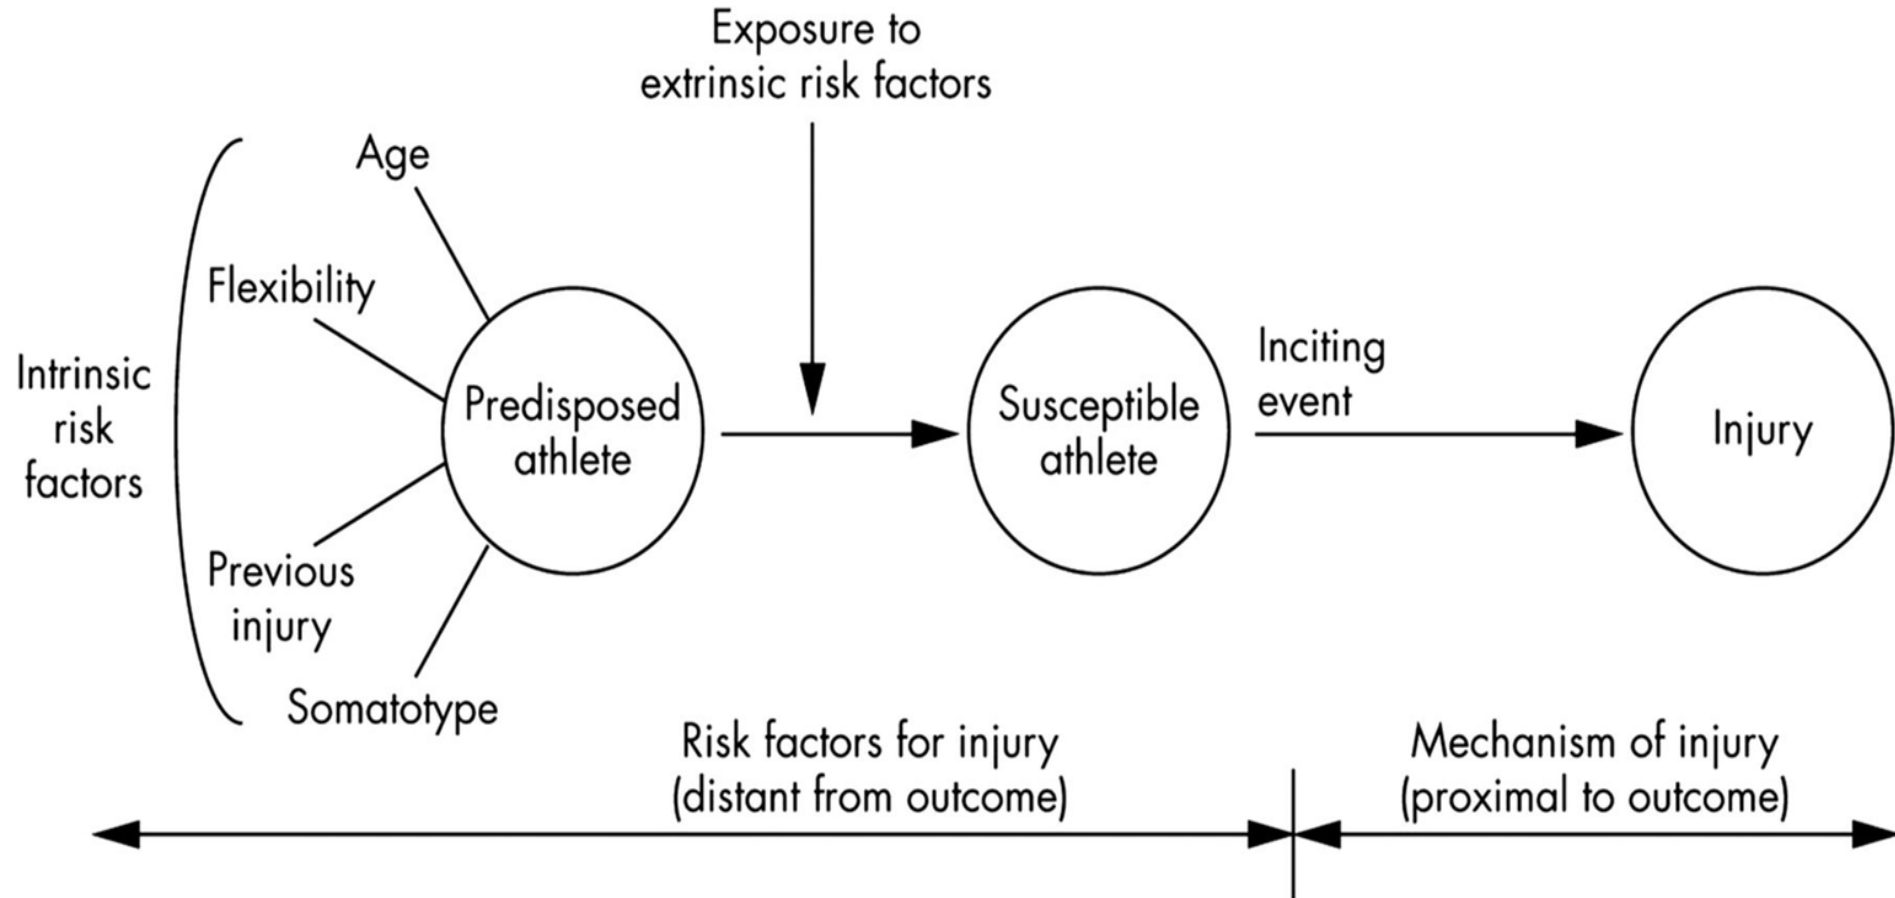 Exposure to
extrinsic risk factors
Age
Flexibility
Intrinsic
risk
factors
Previous
injury
Somatotype
Predisposed
athlete
Susceptible
athlete
Inciting
event
Injury
Risk factors for injury
(distant from outcome)
Mechanism of injury
(proximal to outcome)